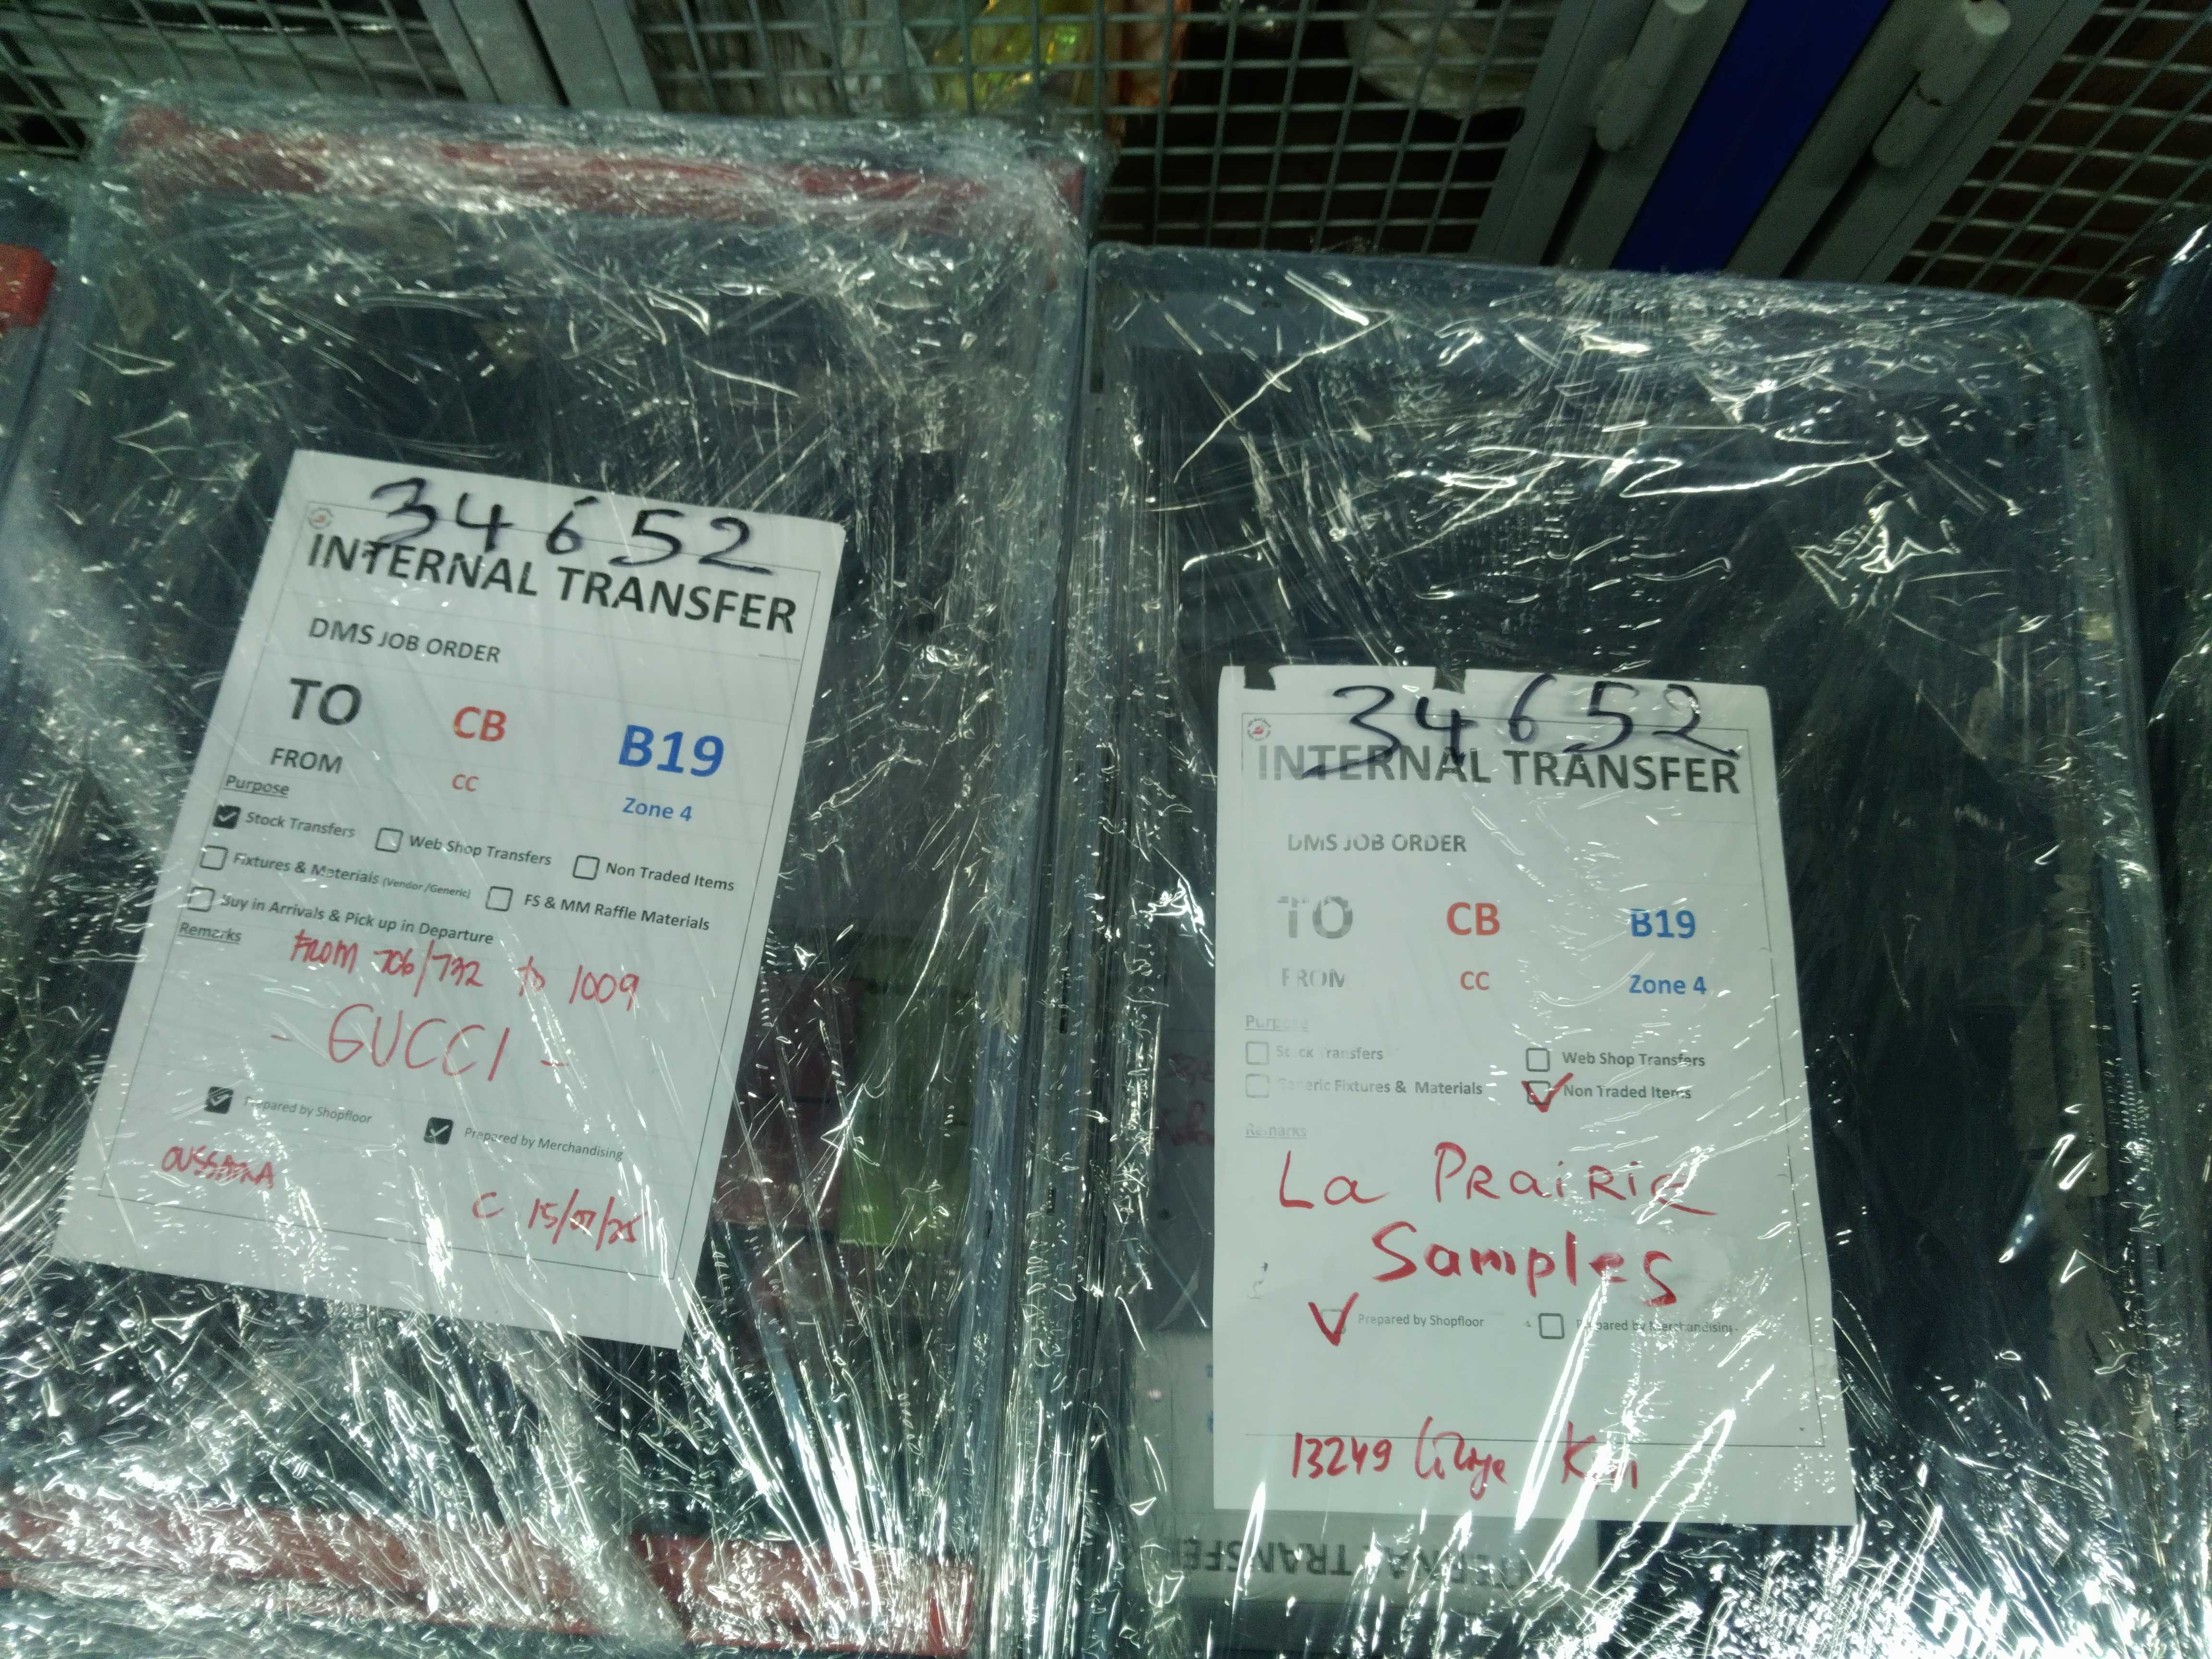 34652
INTERNAL TRANSFER
DMS JOB ORDER
TO CB B19
FROM CC Zone 4
Purpose
Stock Transfers Web Shop Transfers Non Traded Items
Fixtures & Materials (Vendor/Generic) FS & MM Raffle Materials
Buy in Arrivals & Pick up in Departure
Remarks
FROM 706/732 to 1009
- GUCCI -
Prepared by Shopfloor Prepared by Merchandising
C 15/07/25
34652
INTERNAL TRANSFER
DMS JOB ORDER
TO CB B19
FROM CC Zone 4
Purpose
Stock Transfers Web Shop Transfers
Generic Fixtures & Materials Non Traded Items
Remarks
La PRaiRie
Samples
Prepared by Shopfloor Prepared by Merchandising
13249
INTERNAL TRANSFER